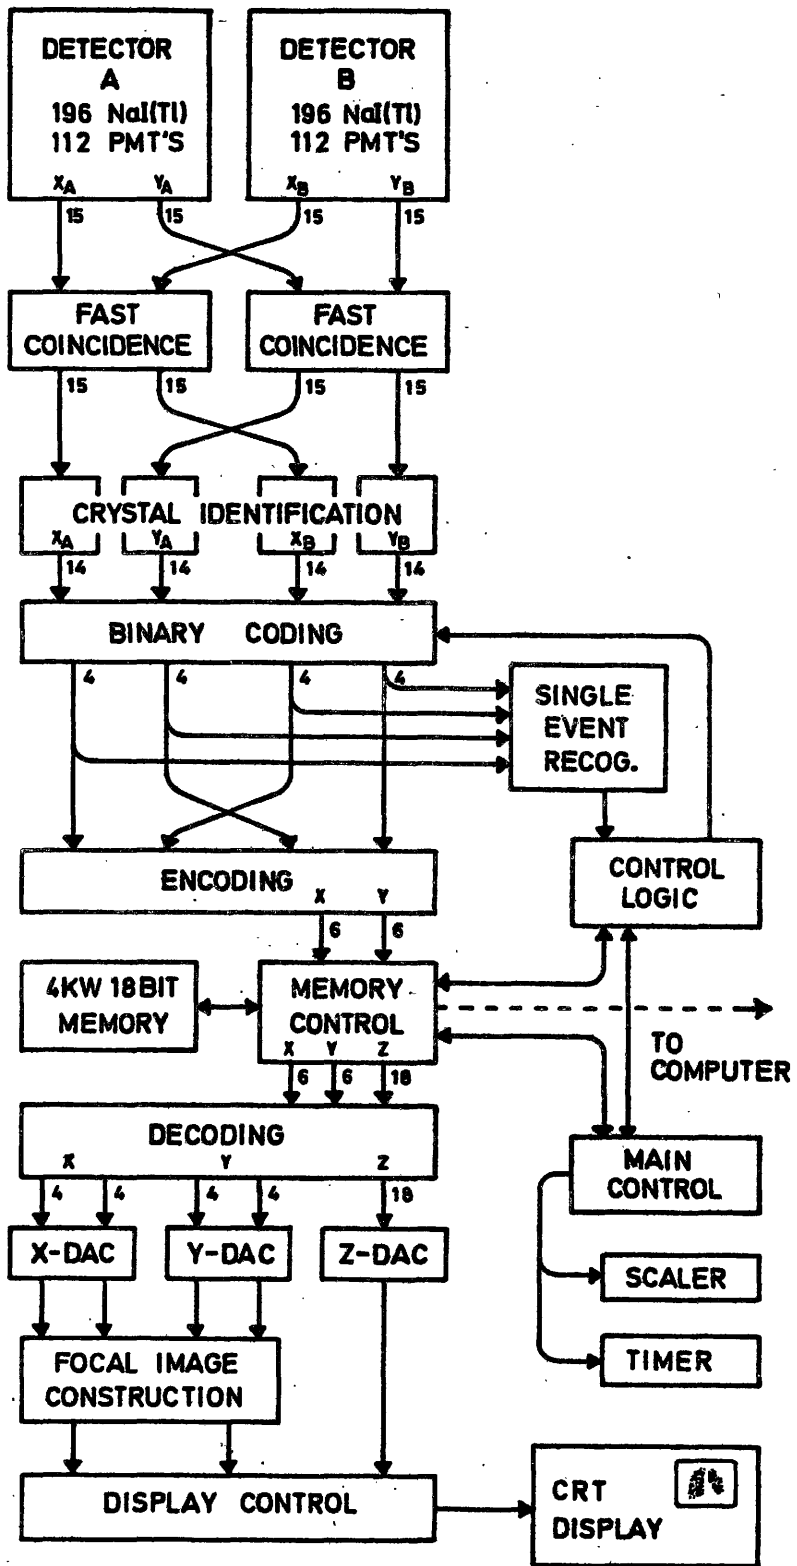 DETECTOR
A
196 NaI(Tl)
112 PMT'S
XA YA
DETECTOR
B
196 NaI(Tl)
112 PMT'S
XB YB
15 15 15 15
FAST
COINCIDENCE
FAST
COINCIDENCE
15 15 15 15
CRYSTAL IDENTIFICATION
XA YA XB YB
14 14 14 14
BINARY CODING
4 4 4 4
SINGLE
EVENT
RECOG.
ENCODING
X Y
6 6
CONTROL
LOGIC
4KW 18BIT
MEMORY
MEMORY
CONTROL
X Y Z
6 6 18
TO
COMPUTER
DECODING
X Y Z
4 4 4 4 18
MAIN
CONTROL
X-DAC
Y-DAC
Z-DAC
SCALER
TIMER
FOCAL IMAGE
CONSTRUCTION
DISPLAY CONTROL
CRT
DISPLAY